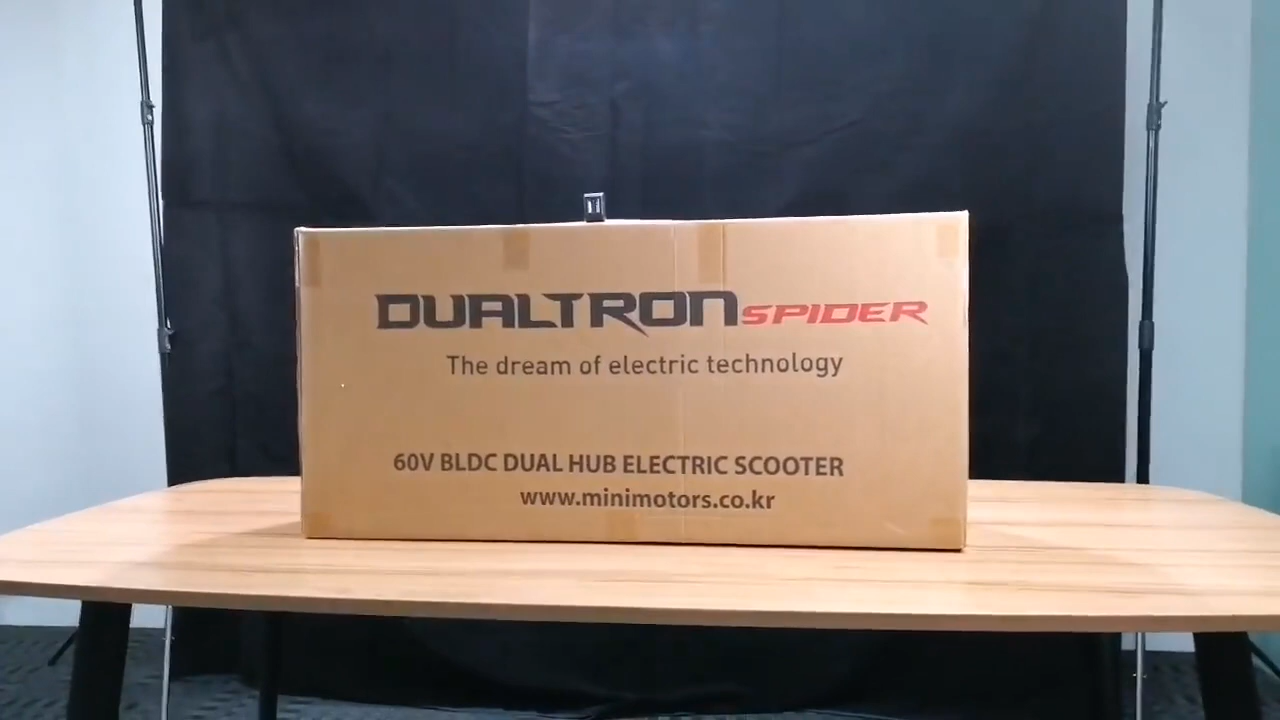 DUALTRON SPIDER
The dream of electric technology
60V BLDC DUAL HUB ELECTRIC SCOOTER
www.minimotors.co.kr